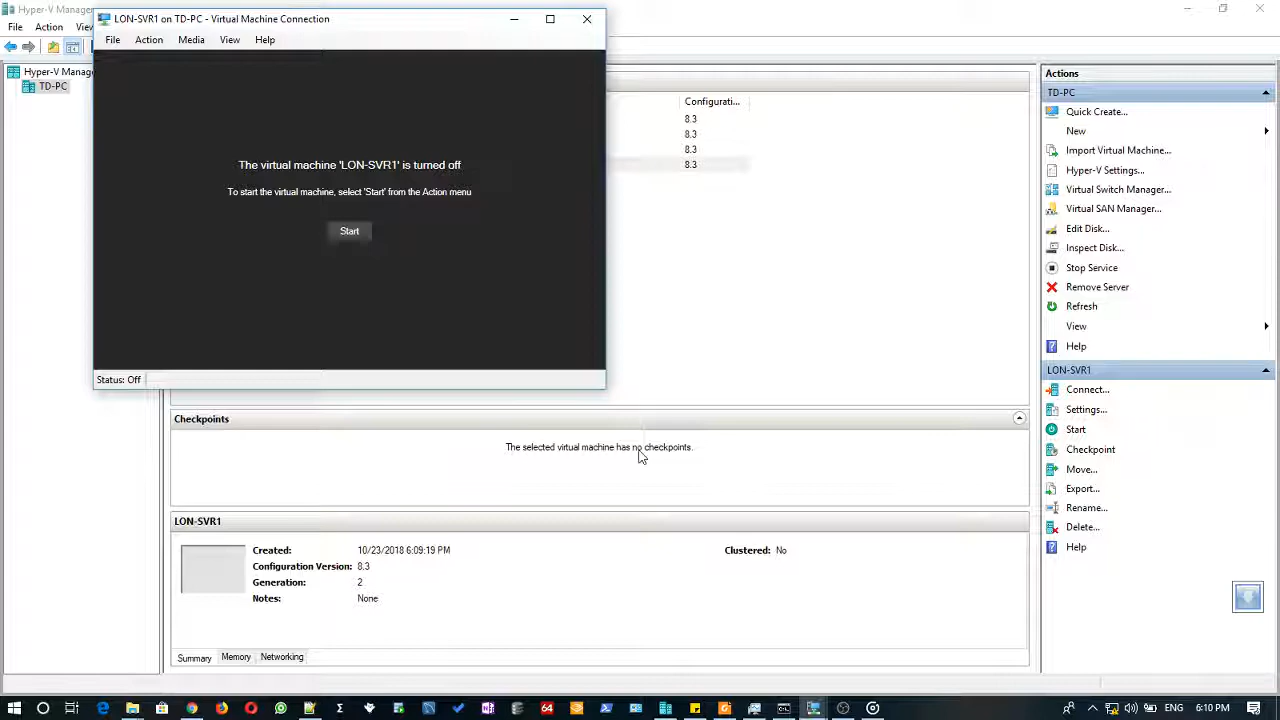 Hyper-V Manager
File
Action
View
LON-SVR1 on TD-PC - Virtual Machine Connection
File
Action
Media
View
Help
The virtual machine 'LON-SVR1' is turned off
To start the virtual machine, select 'Start' from the Action menu
Start
Status: Off
Hyper-V Manag
TD-PC
Configurati...
8.3
8.3
8.3
8.3
Checkpoints
The selected virtual machine has no checkpoints.
LON-SVR1
Created: 10/23/2018 6:09:19 PM
Clustered: No
Configuration Version: 8.3
Generation: 2
Notes: None
Summary
Memory
Networking
Actions
TD-PC
Quick Create...
New
Import Virtual Machine...
Hyper-V Settings...
Virtual Switch Manager...
Virtual SAN Manager...
Edit Disk...
Inspect Disk...
Stop Service
Remove Server
Refresh
View
Help
LON-SVR1
Connect...
Settings...
Start
Checkpoint
Move...
Export...
Rename...
Delete...
Help
64
ENG
6:10 PM